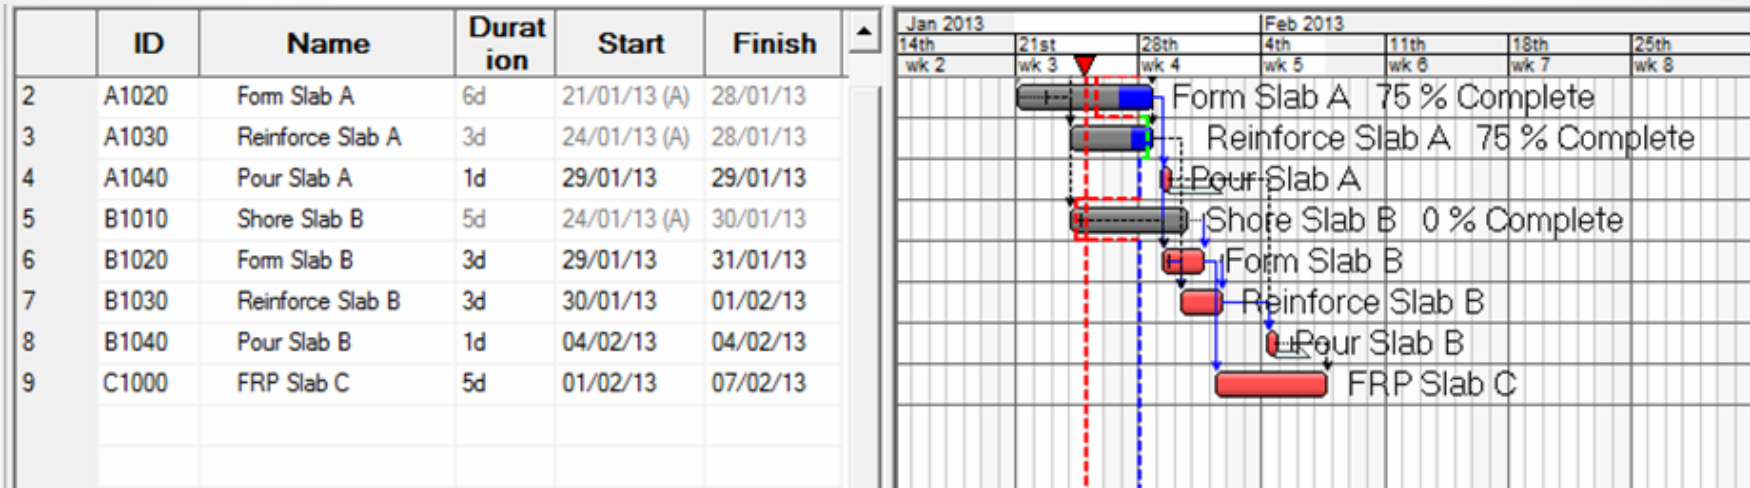 ID Name Durat ion Start Finish
2 A1020 Form Slab A 6d 21/01/13 (A) 28/01/13
3 A1030 Reinforce Slab A 3d 24/01/13 (A) 28/01/13
4 A1040 Pour Slab A 1d 29/01/13 29/01/13
5 B1010 Shore Slab B 5d 24/01/13 (A) 30/01/13
6 B1020 Form Slab B 3d 29/01/13 31/01/13
7 B1030 Reinforce Slab B 3d 30/01/13 01/02/13
8 B1040 Pour Slab B 1d 04/02/13 04/02/13
9 C1000 FRP Slab C 5d 01/02/13 07/02/13
Jan 2013 Feb 2013
14th 21st 28th 4th 11th 18th 25th
wk 2 wk 3 wk 4 wk 5 wk 6 wk 7 wk 8
Form Slab A 75 % Complete
Reinforce Slab A 75 % Complete
Pour Slab A
Shore Slab B 0 % Complete
Form Slab B
Reinforce Slab B
Pour Slab B
FRP Slab C